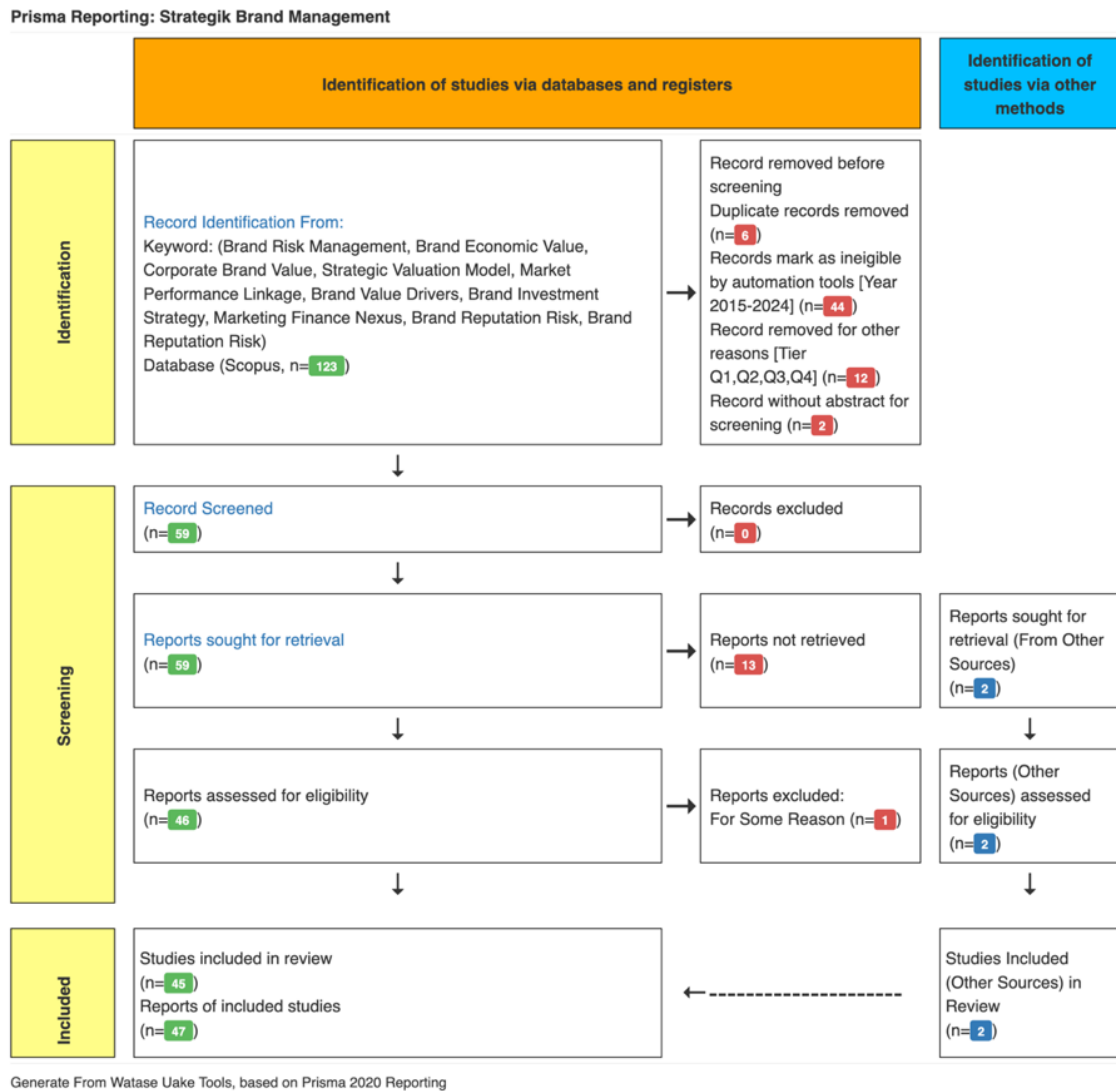 Prisma Reporting: Strategik Brand Management
Identification of studies via databases and registers
Identification of
studies via other
methods
Identification
Record Identification From:
Keyword: (Brand Risk Management, Brand Economic Value,
Corporate Brand Value, Strategic Valuation Model, Market
Performance Linkage, Brand Value Drivers, Brand Investment
Strategy, Marketing Finance Nexus, Brand Reputation Risk, Brand
Reputation Risk)
Database (Scopus, n= 123 )
→
Record removed before
screening
Duplicate records removed
(n= 6 )
Records mark as ineigible
by automation tools [Year
2015-2024] (n= 44 )
Record removed for other
reasons [Tier
Q1,Q2,Q3,Q4] (n= 12 )
Record without abstract for
screening (n= 2 )
↓
Screening
Record Screened
(n= 59 )
→
Records excluded
(n= 0 )
↓
Reports sought for retrieval
(n= 59 )
→
Reports not retrieved
(n= 13 )
Reports sought for
retrieval (From Other
Sources)
(n= 2 )
↓
↓
Reports assessed for eligibility
(n= 46 )
→
Reports excluded:
For Some Reason (n= 1 )
Reports (Other
Sources) assessed
for eligibility
(n= 2 )
↓
↓
Included
Studies included in review
(n= 45 )
Reports of included studies
(n= 47 )
←----------
Studies Included
(Other Sources) in
Review
(n= 2 )
Generate From Watase Uake Tools, based on Prisma 2020 Reporting